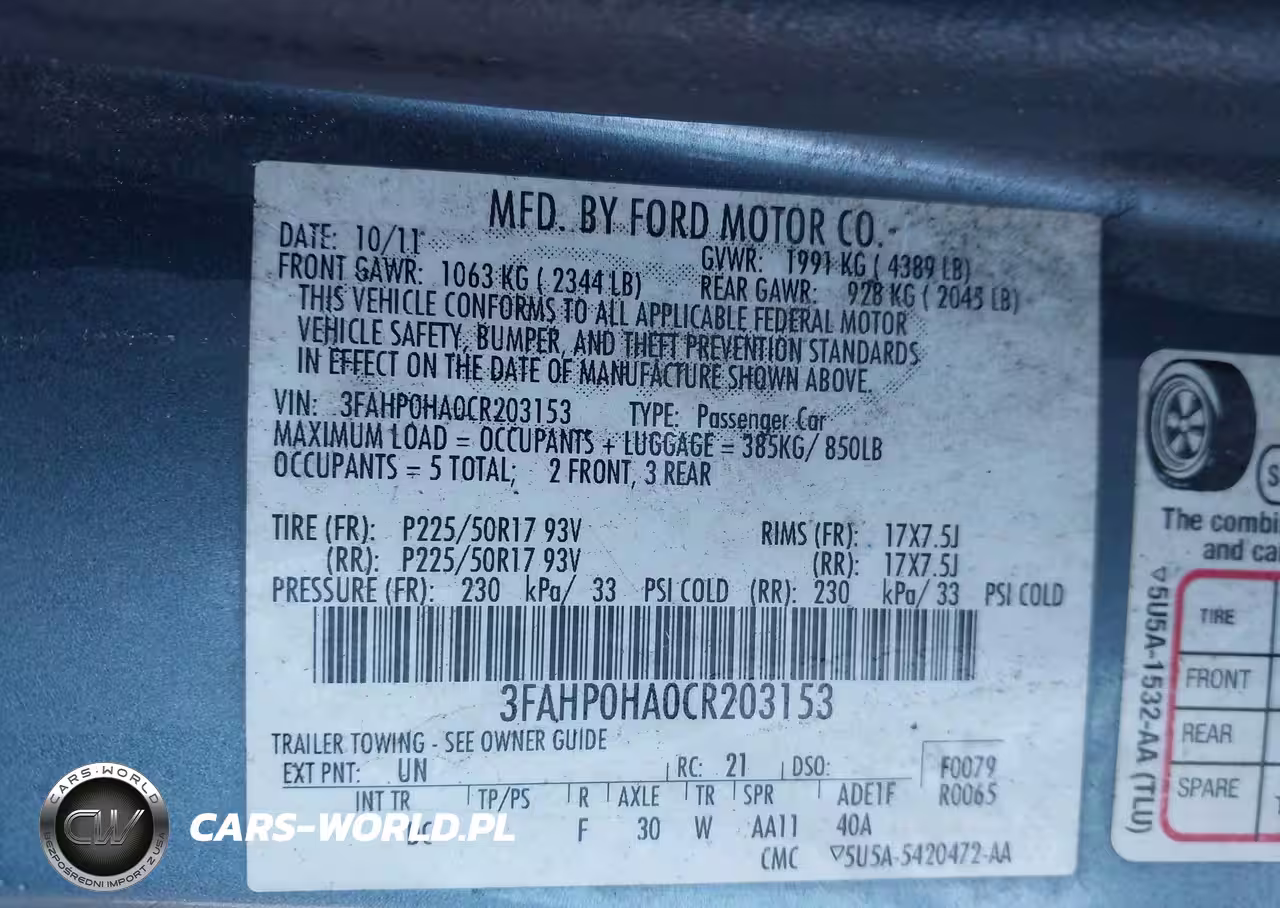 MFD. BY FORD MOTOR CO.
DATE: 10/11 GVWR: 1991 KG ( 4389 LB)
FRONT GAWR: 1063 KG ( 2344 LB) REAR GAWR: 928 KG ( 2045 LB)
THIS VEHICLE CONFORMS TO ALL APPLICABLE FEDERAL MOTOR
VEHICLE SAFETY, BUMPER, AND THEFT PREVENTION STANDARDS
IN EFFECT ON THE DATE OF MANUFACTURE SHOWN ABOVE.
VIN: 3FAHP0HA0CR203153 TYPE: Passenger Car
MAXIMUM LOAD = OCCUPANTS + LUGGAGE = 385KG/ 850LB
OCCUPANTS = 5 TOTAL; 2 FRONT, 3 REAR
TIRE (FR): P225/50R17 93V RIMS (FR): 17X7.5J
(RR): P225/50R17 93V (RR): 17X7.5J
PRESSURE (FR): 230 kPa/ 33 PSI COLD (RR): 230 kPa/ 33 PSI COLD
3FAHP0HA0CR203153
TRAILER TOWING - SEE OWNER GUIDE
EXT PNT: UN RC: 21 DSO: F0079
R0065
INT TR TP/PS R AXLE TR SPR ADE1F
F 30 W AA11 40A
CMC ▽5U5A-5420472-AA
The combi
and ca
TIRE
FRONT
REAR
SPARE
▽5U5A-1532-AA (TLU)
CARS-WORLD
CW
BEZPOŚREDNI IMPORT Z USA
CARS-WORLD.PL